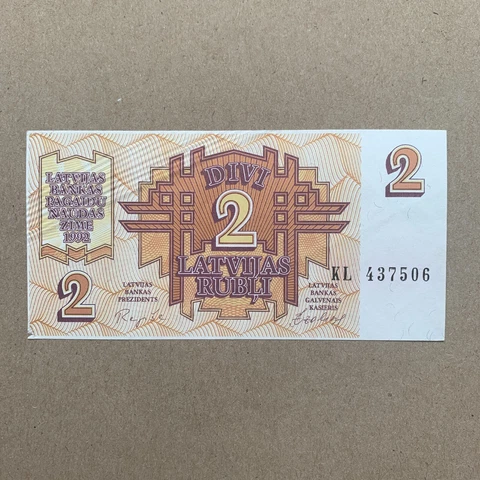 LATVIJAS
BANKAS
PAGAIDU
NAUDAS
ZĪME
1992
DIVI
2
LATVIJAS
RUBĻI
2
2
KL 437506
LATVIJAS
BANKAS
PREZIDENTS
LATVIJAS
BANKAS
GALVENAIS
KASIERIS